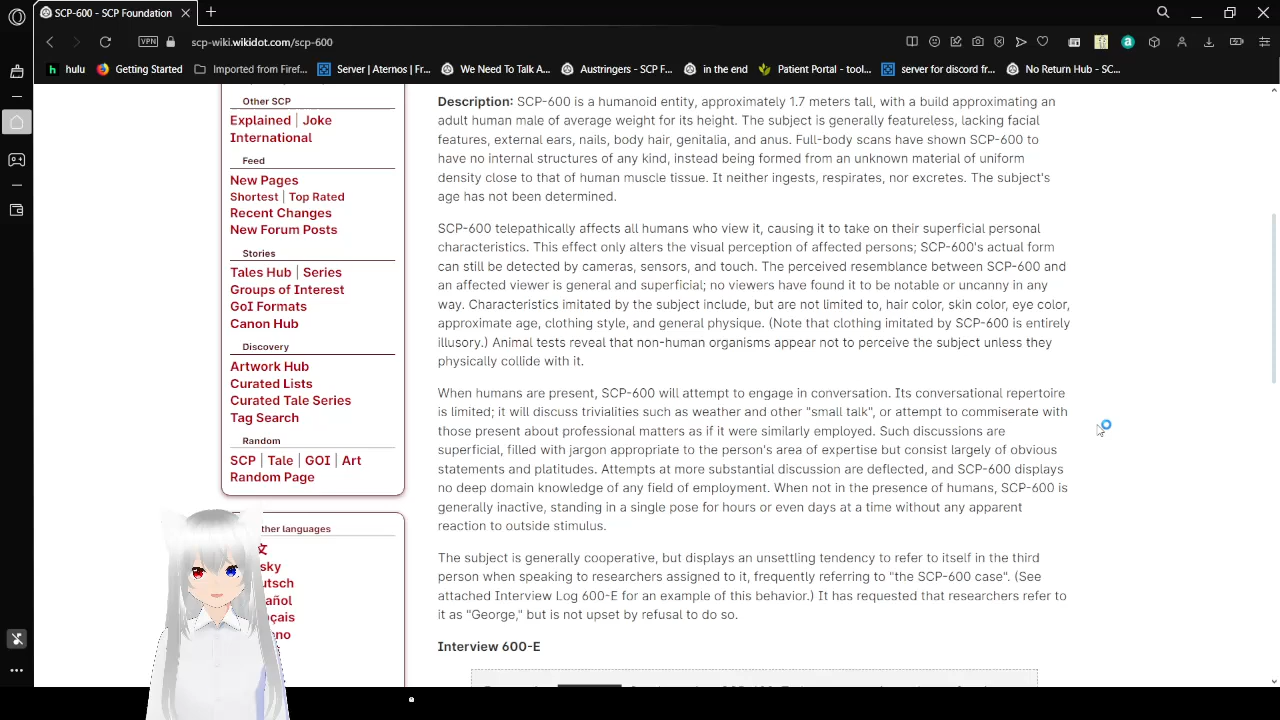 SCP-600 - SCP Foundation
VPN
scp-wiki.wikidot.com/scp-600
hulu
Getting Started
Imported from Firef...
Server | Aternos | Fr...
We Need To Talk A...
Austringers - SCP F...
in the end
Patient Portal - tool...
server for discord fr...
No Return Hub - SC...
Other SCP
Explained | Joke
International
Feed
New Pages
Shortest | Top Rated
Recent Changes
New Forum Posts
Stories
Tales Hub | Series
Groups of Interest
GoI Formats
Canon Hub
Discovery
Artwork Hub
Curated Lists
Curated Tale Series
Tag Search
Random
SCP | Tale | GOI | Art
Random Page
ther languages
文
sky
utsch
añol
çais
ano
Description: SCP-600 is a humanoid entity, approximately 1.7 meters tall, with a build approximating an
adult human male of average weight for its height. The subject is generally featureless, lacking facial
features, external ears, nails, body hair, genitalia, and anus. Full-body scans have shown SCP-600 to
have no internal structures of any kind, instead being formed from an unknown material of uniform
density close to that of human muscle tissue. It neither ingests, respirates, nor excretes. The subject's
age has not been determined.
SCP-600 telepathically affects all humans who view it, causing it to take on their superficial personal
characteristics. This effect only alters the visual perception of affected persons; SCP-600's actual form
can still be detected by cameras, sensors, and touch. The perceived resemblance between SCP-600 and
an affected viewer is general and superficial; no viewers have found it to be notable or uncanny in any
way. Characteristics imitated by the subject include, but are not limited to, hair color, skin color, eye color,
approximate age, clothing style, and general physique. (Note that clothing imitated by SCP-600 is entirely
illusory.) Animal tests reveal that non-human organisms appear not to perceive the subject unless they
physically collide with it.
When humans are present, SCP-600 will attempt to engage in conversation. Its conversational repertoire
is limited; it will discuss trivialities such as weather and other "small talk", or attempt to commiserate with
those present about professional matters as if it were similarly employed. Such discussions are
superficial, filled with jargon appropriate to the person's area of expertise but consist largely of obvious
statements and platitudes. Attempts at more substantial discussion are deflected, and SCP-600 displays
no deep domain knowledge of any field of employment. When not in the presence of humans, SCP-600 is
generally inactive, standing in a single pose for hours or even days at a time without any apparent
reaction to outside stimulus.
The subject is generally cooperative, but displays an unsettling tendency to refer to itself in the third
person when speaking to researchers assigned to it, frequently referring to "the SCP-600 case". (See
attached Interview Log 600-E for an example of this behavior.) It has requested that researchers refer to
it as "George," but is not upset by refusal to do so.
Interview 600-E